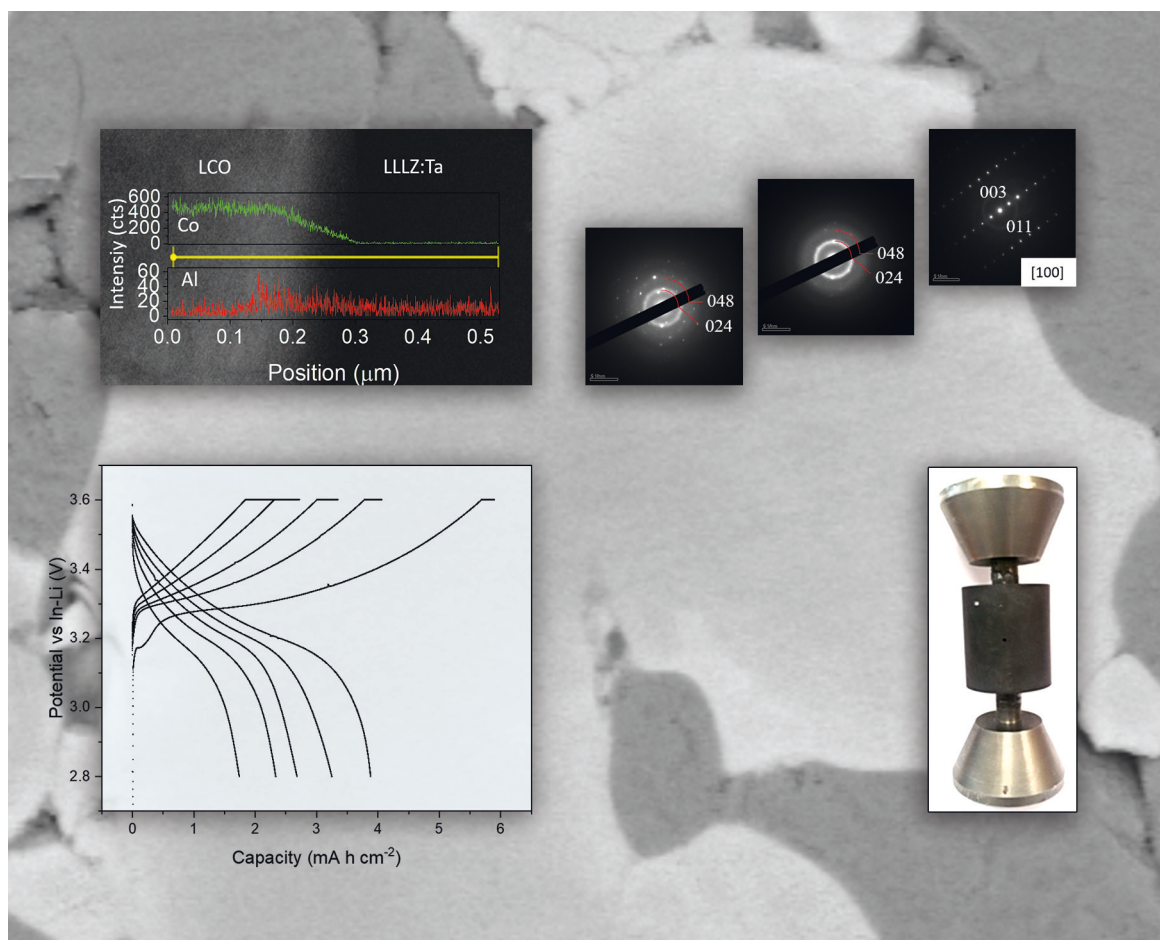 LCO LLLZ:Ta
600
400
200
0
Co
Intensiy (cts)
60
40
20
0
Al
0.0 0.1 0.2 0.3 0.4 0.5
Position (μm)
048
024
048
024
003
011
[100]
3.6
3.4
3.2
3.0
2.8
Potential vs In-Li (V)
0 1 2 3 4 5 6
Capacity (mA h cm⁻²)